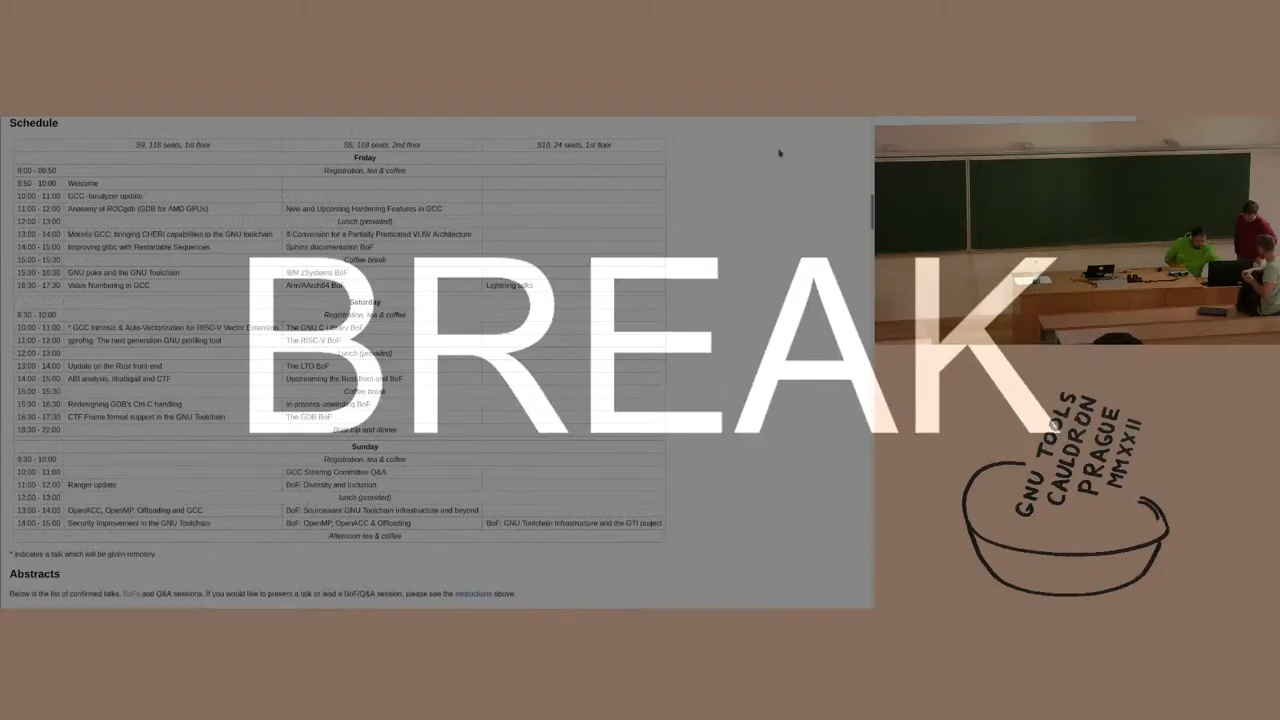 Schedule
S9, 118 seats, 1st floor S5, 118 seats, 2nd floor S10, 24 seats, 1st floor
Friday
9:00 - 09:50 Registration, tea & coffee
9:50 - 10:00 Welcome
10:00 - 11:00 GCC -fanalyzer update
11:00 - 12:00 Anatomy of ROCgdb (GDB for AMD GPUs) New and Upcoming Hardening Features in GCC
12:00 - 13:00 Lunch (provided)
13:00 - 14:00 Morello GCC: bringing CHERI capabilities to the GNU toolchain If-Conversion for a Partially Predicated VLIW Architecture
14:00 - 15:00 Improving glibc with Restartable Sequences Sphinx documentation BoF
15:00 - 15:30 Coffee break
15:30 - 16:30 GNU poke and the GNU Toolchain IBM zSystems BoF
16:30 - 17:30 Value Numbering in GCC Arm/AArch64 BoF Lightning talks
Saturday
9:30 - 10:00 Registration, tea & coffee
10:00 - 11:00 * GCC Intrinsic & Auto-Vectorization for RISC-V Vector Extension The GNU C Library BoF
11:00 - 12:00 gprofng: The next generation GNU profiling tool The RISC-V BoF
12:00 - 13:00 Lunch (provided)
13:00 - 14:00 Update on the Rust front-end The LTO BoF
14:00 - 15:00 ABI analysis, libabigail and CTF Upstreaming the Rust front-end BoF
15:00 - 15:30 Coffee break
15:30 - 16:30 Redesigning GDB's Ctrl-C handling In-process unwinding BoF
16:30 - 17:30 CTF Frame format support in the GNU Toolchain The GDB BoF
18:30 - 22:00 Boat trip and dinner
Sunday
9:30 - 10:00 Registration, tea & coffee
10:00 - 11:00 GCC Steering Committee Q&A
11:00 - 12:00 Ranger update BoF: Diversity and Inclusion
12:00 - 13:00 lunch (provided)
13:00 - 14:00 OpenACC, OpenMP, Offloading and GCC BoF: Sourceware GNU Toolchain infrastructure and beyond
14:00 - 15:00 Security Improvement in the GNU Toolchain BoF: OpenMP, OpenACC & Offloading BoF: GNU Toolchain Infrastructure and the GTI project
Afternoon tea & coffee
* indicates a talk which will be given remotely.
Abstracts
Below is the list of confirmed talks, BoFs and Q&A sessions. If you would like to present a talk or lead a BoF/Q&A session, please see the instructions above.
BREAK
GNU TOOLS
CAULDRON
PRAGUE
MMXXII